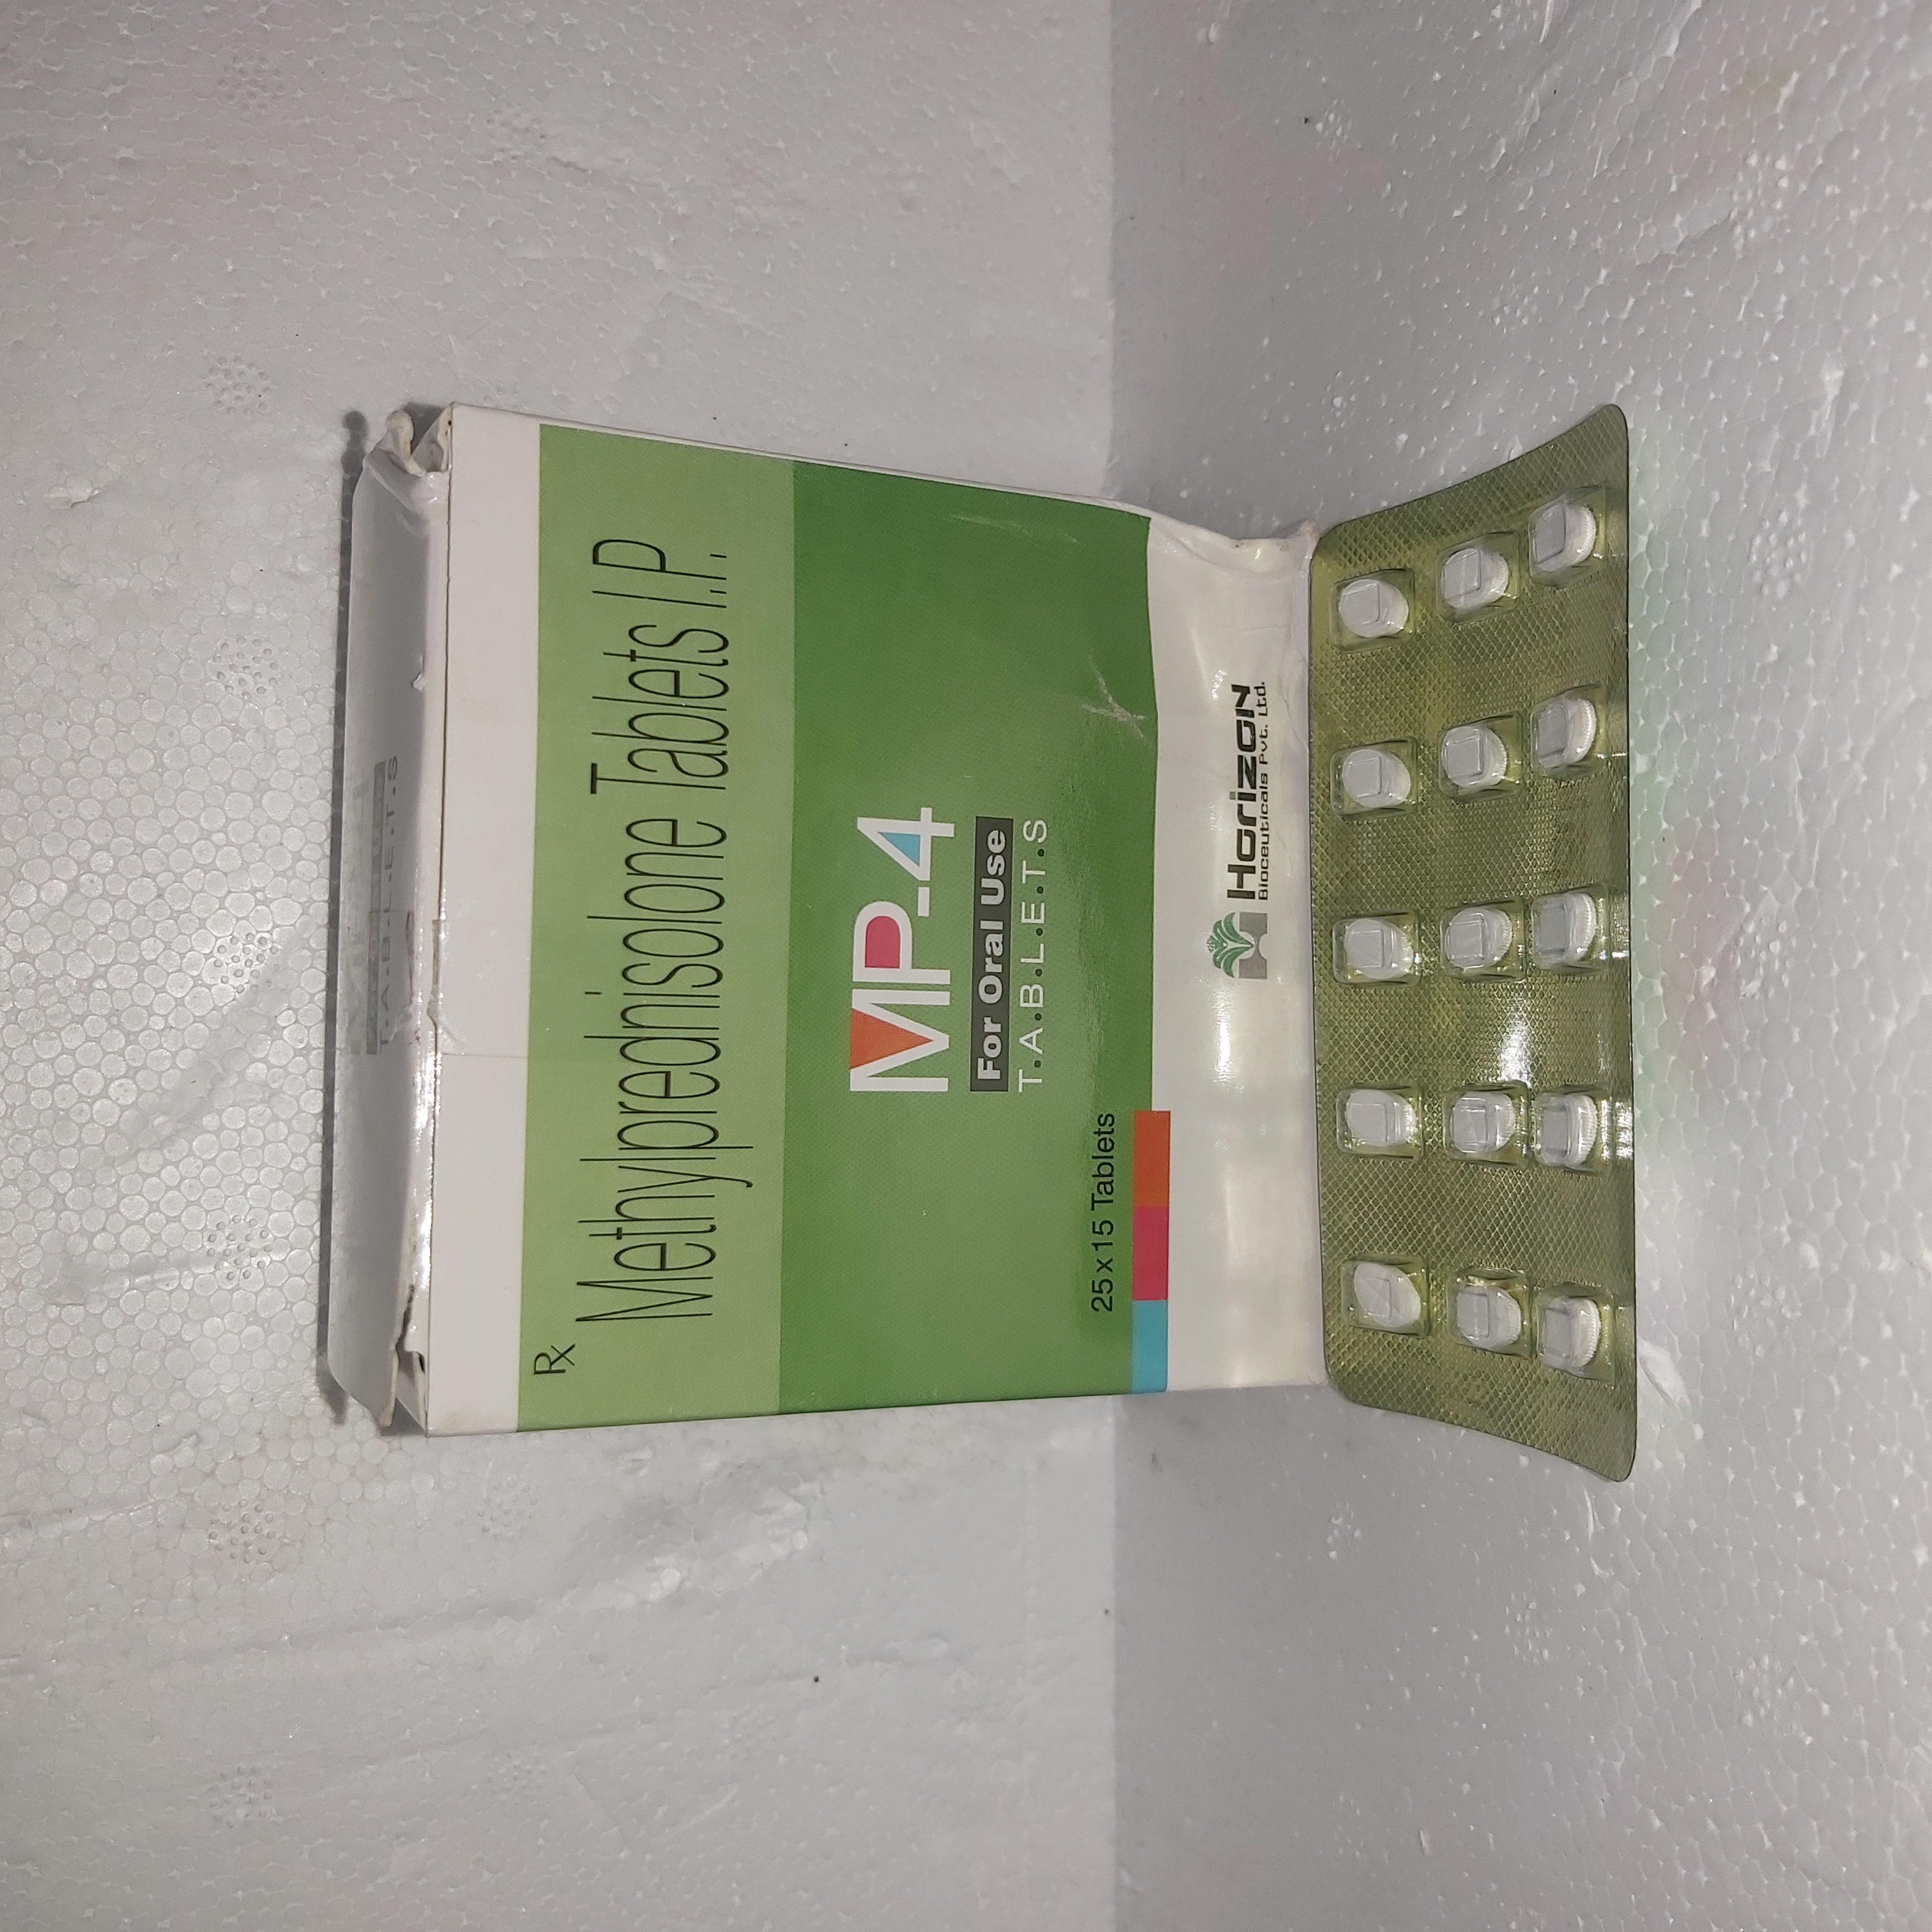 T.A.B.L.E.T.S
Rx
Methylprednisolone Tablets I.P.
MP-4
For Oral Use
T.A.B.L.E.T.S
25 x 15 Tablets
Horizon
Bioceuticals Pvt. Ltd.